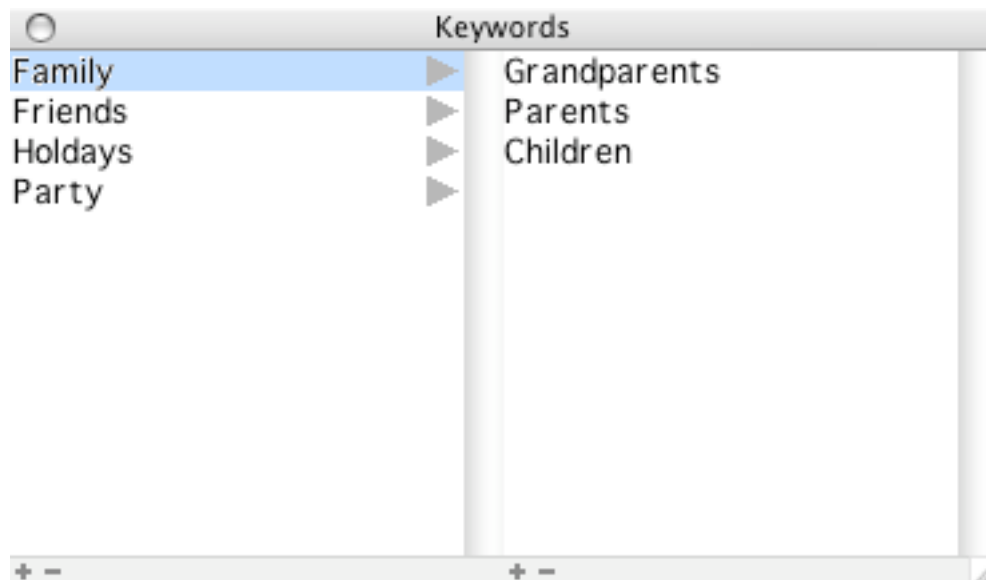 Keywords
Family
Friends
Holdays
Party
Grandparents
Parents
Children